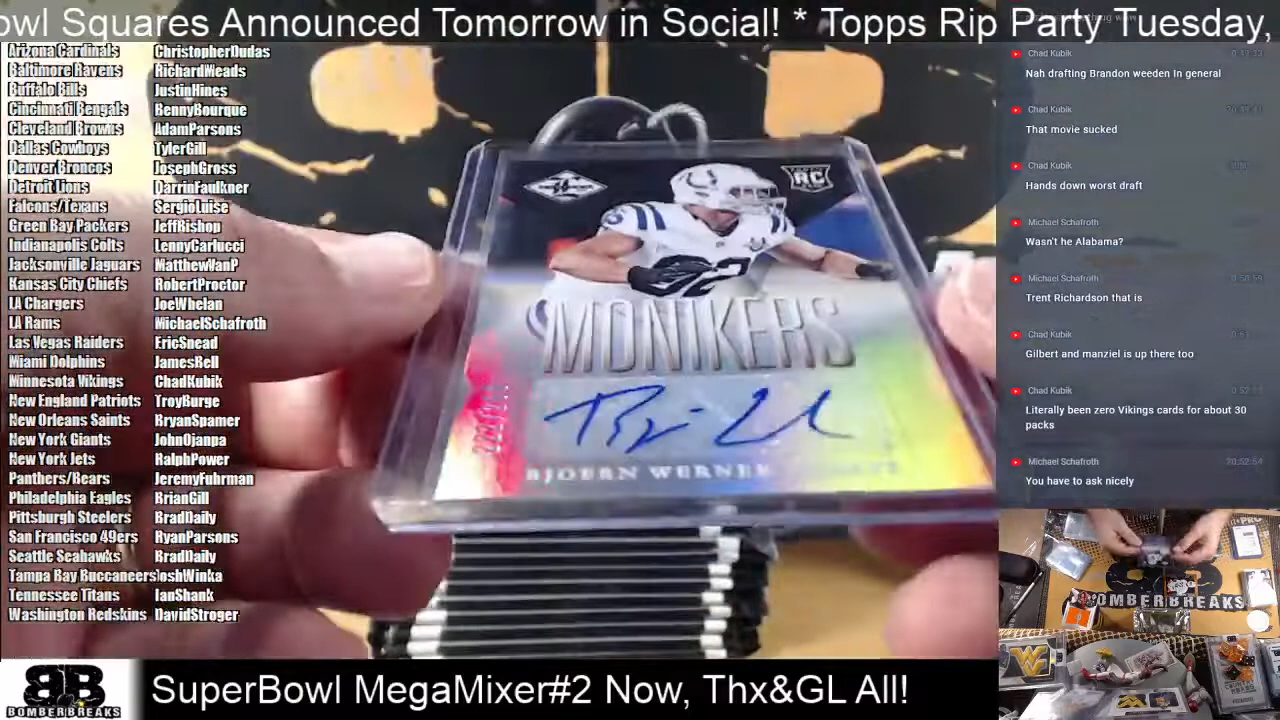 owl Squares Announced Tomorrow in Social! * Topps Rip Party Tuesday,
Arizona Cardinals ChristopherDudas
Baltimore Ravens RichardWeads
Buffalo Bills JustinHines
Cincinnati Bengals RennyBourque
Cleveland Browns AdamParsons
Dallas Cowboys TylerGill
Denver Broncos JosephGross
Detroit Lions DarrinFaulkner
Falcons/Texans SergioLuise
Green Bay Packers JeffBishop
Indianapolis Colts LennyCarlucci
Jacksonville Jaguars MatthewVanP
Kansas City Chiefs RobertProctor
LA Chargers JoeWhelan
LA Rams MichaelSchafroth
Las Vegas Raiders EricSnead
Miami Dolphins JamesBell
Minnesota Vikings ChadKubik
New England Patriots TroyBurge
New Orleans Saints BryanSpamer
New York Giants JohnOjanpa
New York Jets RalphPower
Panthers/Bears JeremyFuhrman
Philadelphia Eagles BrianGill
Pittsburgh Steelers BradDaily
San Francisco 49ers RyanParsons
Seattle Seahawks BradDaily
Tampa Bay Buccaneers JoshWinka
Tennessee Titans IanShank
Washington Redskins DavidStroger
RC
92
MONIKERS
BJOERN WERNER
Chad Kubik
Nah drafting Brandon weeden In general
Chad Kubik
That movie sucked
Chad Kubik
Hands down worst draft
Michael Schafroth
Wasn't he Alabama?
Michael Schafroth
Trent Richardson that is
Chad Kubik
Gilbert and manziel is up there too
Chad Kubik
Literally been zero Vikings cards for about 30
packs
Michael Schafroth 20:52:54
You have to ask nicely
BOMBERBREAKS
BB
BOMBERBREAKS
SuperBowl MegaMixer#2 Now, Thx&GL All!